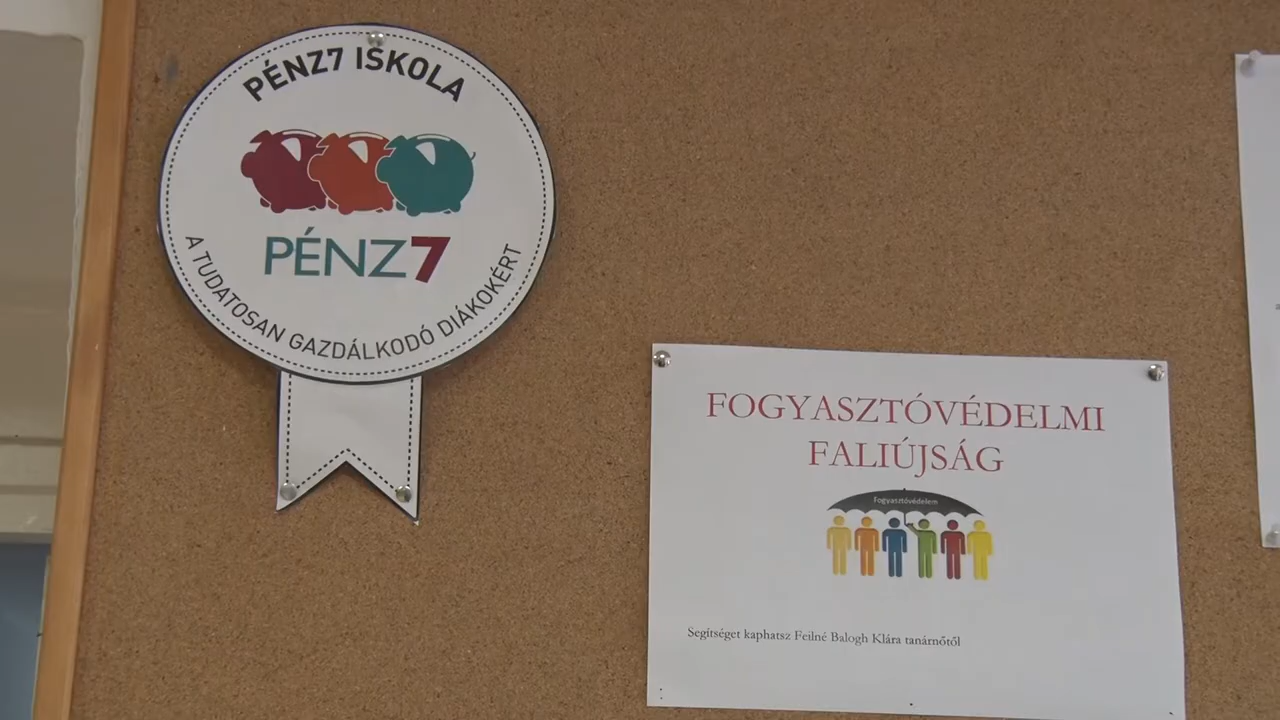 PÉNZ7 ISKOLA
PÉNZ7
A TUDATOSAN GAZDÁLKODÓ DIÁKOKÉRT
FOGYASZTÓVÉDELMI
FALIÚJSÁG
Fogyasztóvédelem
Segítséget kaphatsz Feilné Balogh Klára tanárnőtől